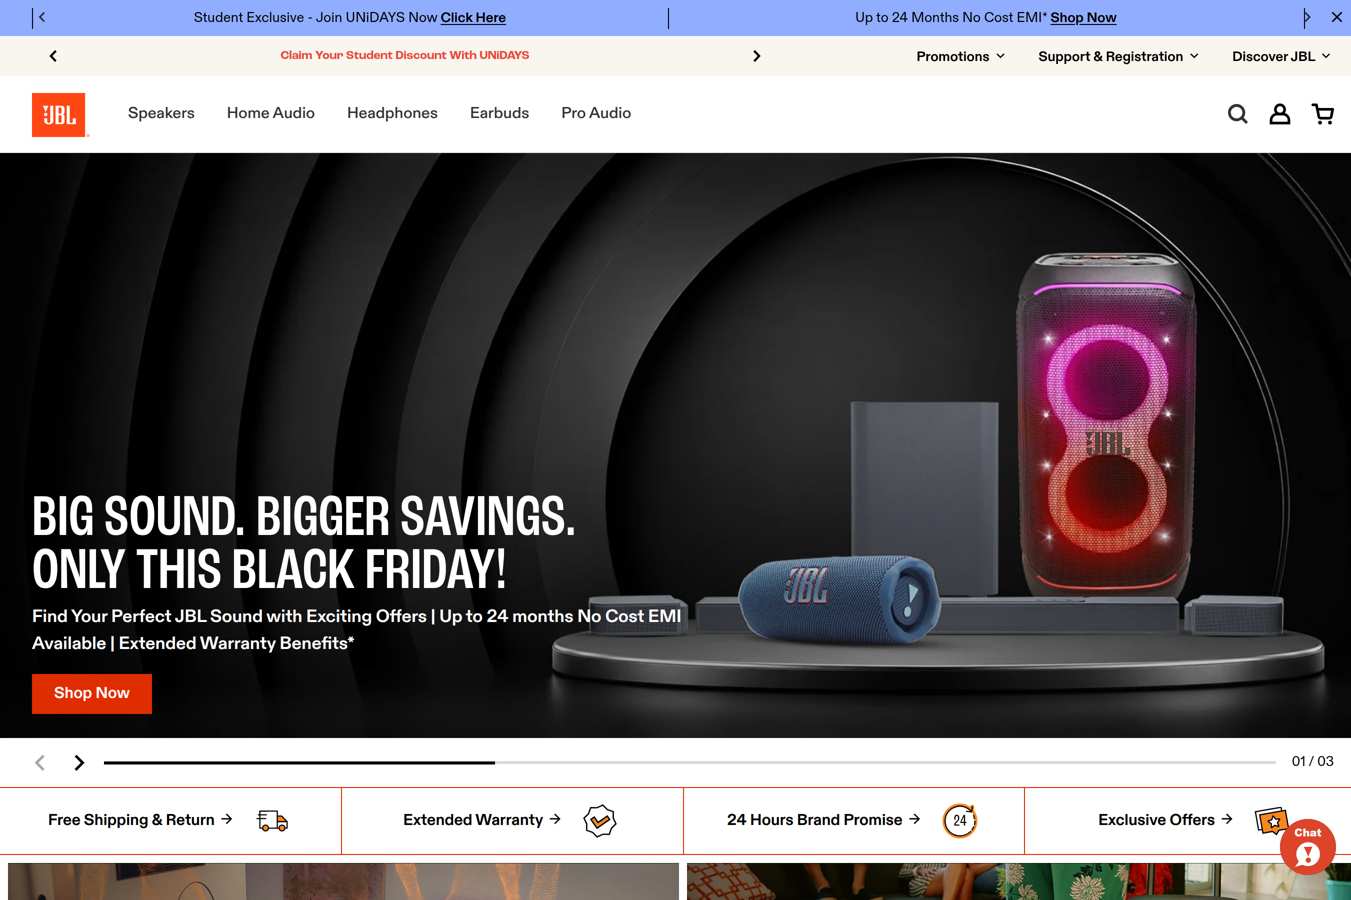 Student Exclusive - Join UNiDAYS Now Click Here
Up to 24 Months No Cost EMI* Shop Now
Claim Your Student Discount With UNiDAYS
Promotions
Support & Registration
Discover JBL
JBL
Speakers
Home Audio
Headphones
Earbuds
Pro Audio
JBL
JBL
BIG SOUND. BIGGER SAVINGS.
ONLY THIS BLACK FRIDAY!
Find Your Perfect JBL Sound with Exciting Offers | Up to 24 months No Cost EMI
Available | Extended Warranty Benefits*
Shop Now
01 / 03
Free Shipping & Return
Extended Warranty
24 Hours Brand Promise
24
Exclusive Offers
Chat